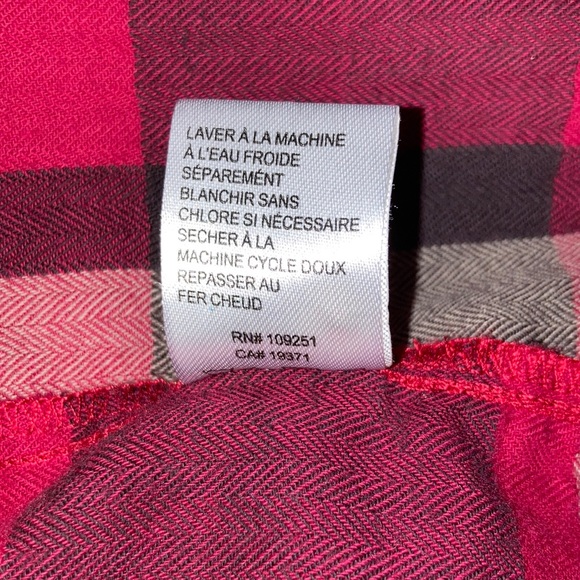 LAVER À LA MACHINE
À L'EAU FROIDE
SÉPARÉMENT
BLANCHIR SANS
CHLORE SI NÉCESSAIRE
SECHER À LA
MACHINE CYCLE DOUX
REPASSER AU
FER CHEUD
RN# 109251
CA# 19371